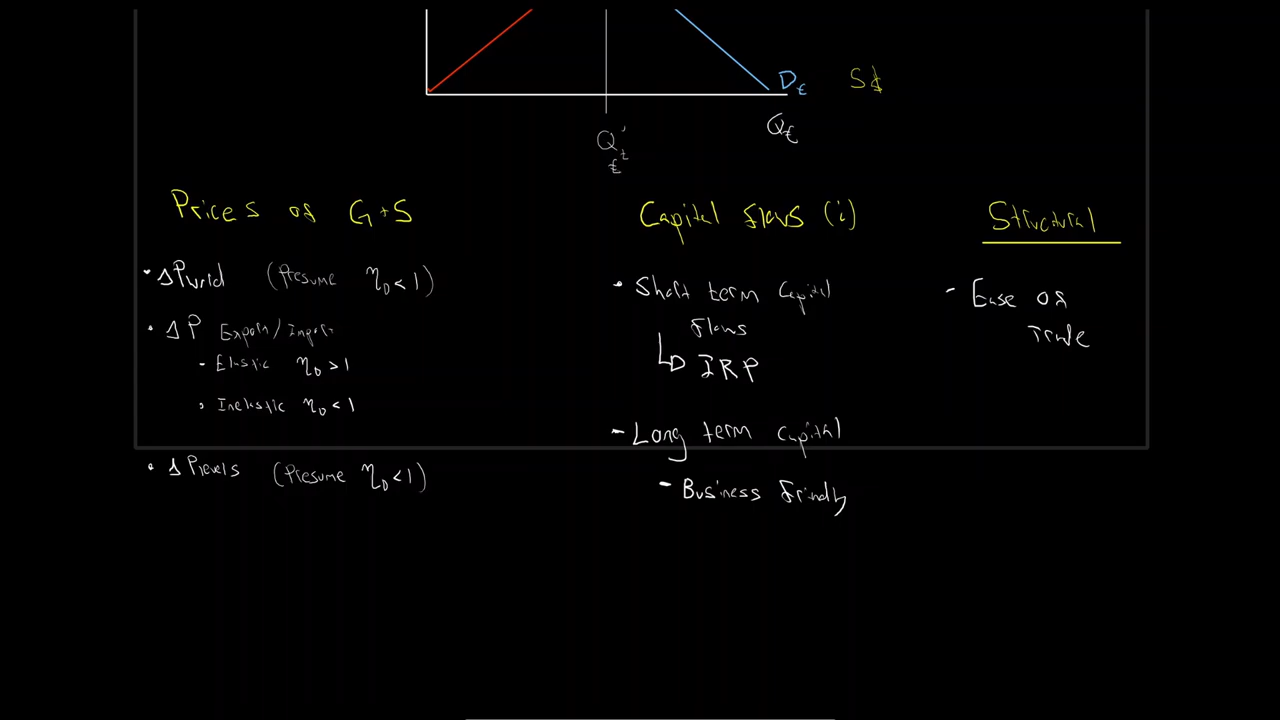 D€ S$
Q€
Q'
€ t
Prices of G+S
Capital flows (i)
Structural
• ΔPworld (Presume ηD<1)
• ΔP Export/Import
- Elastic ηD>1
• Inelastic ηD<1
• ΔPlevels (Presume ηD<1)
• Short term Capital
flows
IRP
- Long term Capital
- Business frindly
- Ease of
Trade